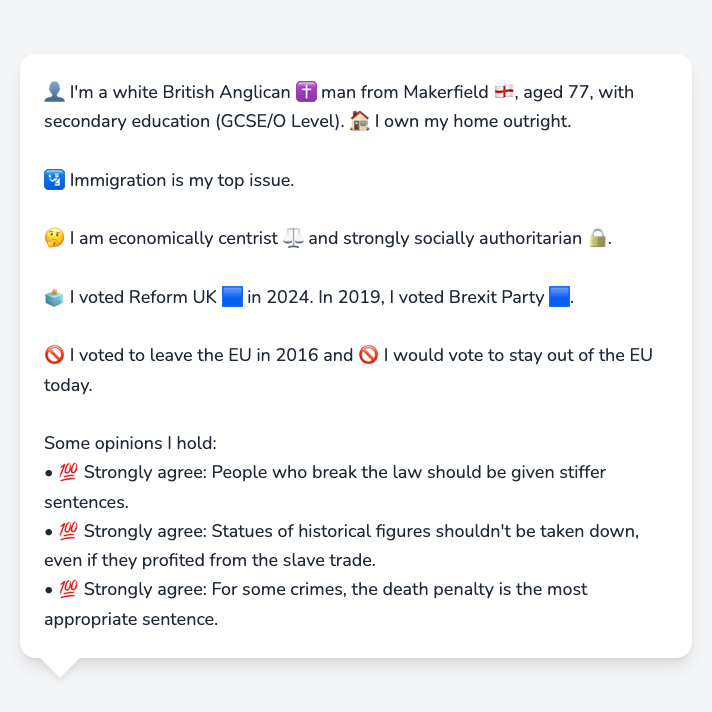 👤 I'm a white British Anglican ✝️ man from Makerfield 🏴󠁧󠁢󠁥󠁮󠁧󠁿, aged 77, with
secondary education (GCSE/O Level). 🏠 I own my home outright.
🛂 Immigration is my top issue.
🤔 I am economically centrist ⚖️ and strongly socially authoritarian 🔒.
🗳️ I voted Reform UK 🟦 in 2024. In 2019, I voted Brexit Party 🟦.
🚫 I voted to leave the EU in 2016 and 🚫 I would vote to stay out of the EU
today.
Some opinions I hold:
• 💯 Strongly agree: People who break the law should be given stiffer
sentences.
• 💯 Strongly agree: Statues of historical figures shouldn't be taken down,
even if they profited from the slave trade.
• 💯 Strongly agree: For some crimes, the death penalty is the most
appropriate sentence.